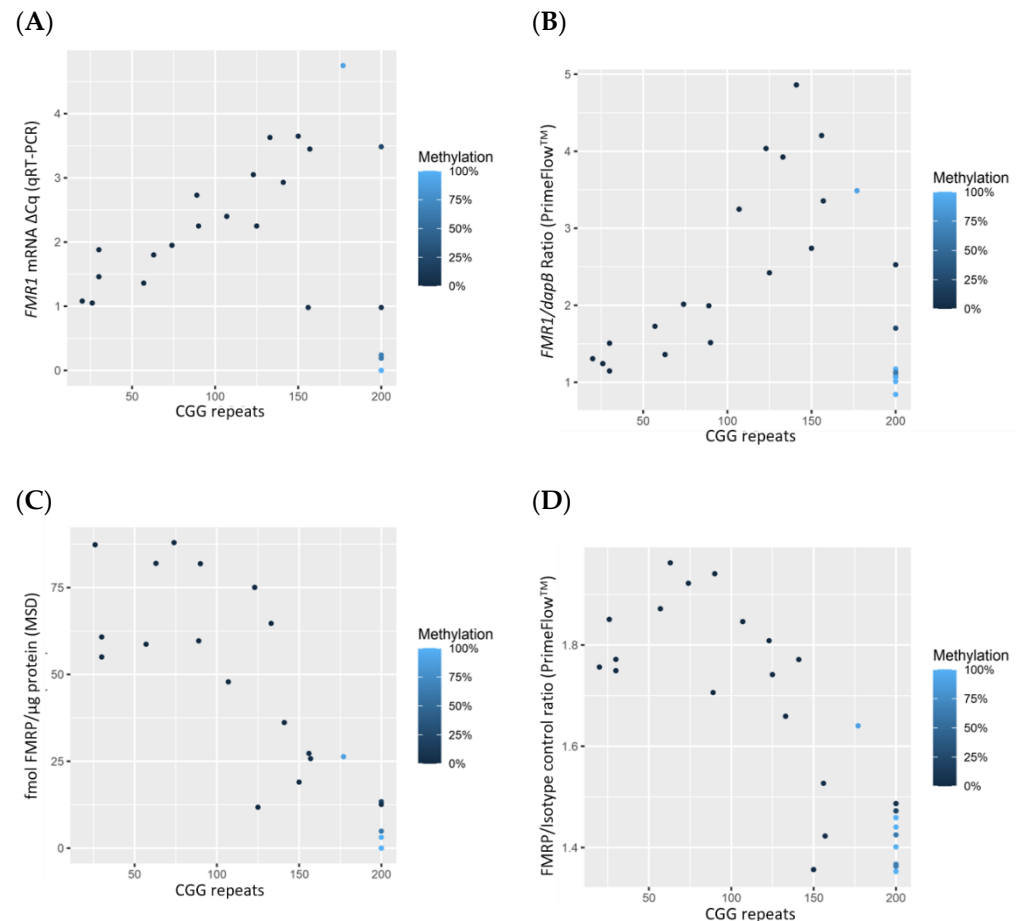 (A)
FMR1 mRNA ΔCq (qRT-PCR)
4
3
2
1
0
50 100 150 200
CGG repeats
Methylation
100%
75%
50%
25%
0%
(B)
FMR1/dapB Ratio (PrimeFlow™)
5
4
3
2
1
50 100 150 200
CGG repeats
Methylation
100%
75%
50%
25%
0%
(C)
fmol FMRP/µg protein (MSD)
75
50
25
0
50 100 150 200
CGG repeats
Methylation
100%
75%
50%
25%
0%
(D)
FMRP/Isotype control ratio (PrimeFlow™)
1.8
1.6
1.4
50 100 150 200
CGG repeats
Methylation
100%
75%
50%
25%
0%